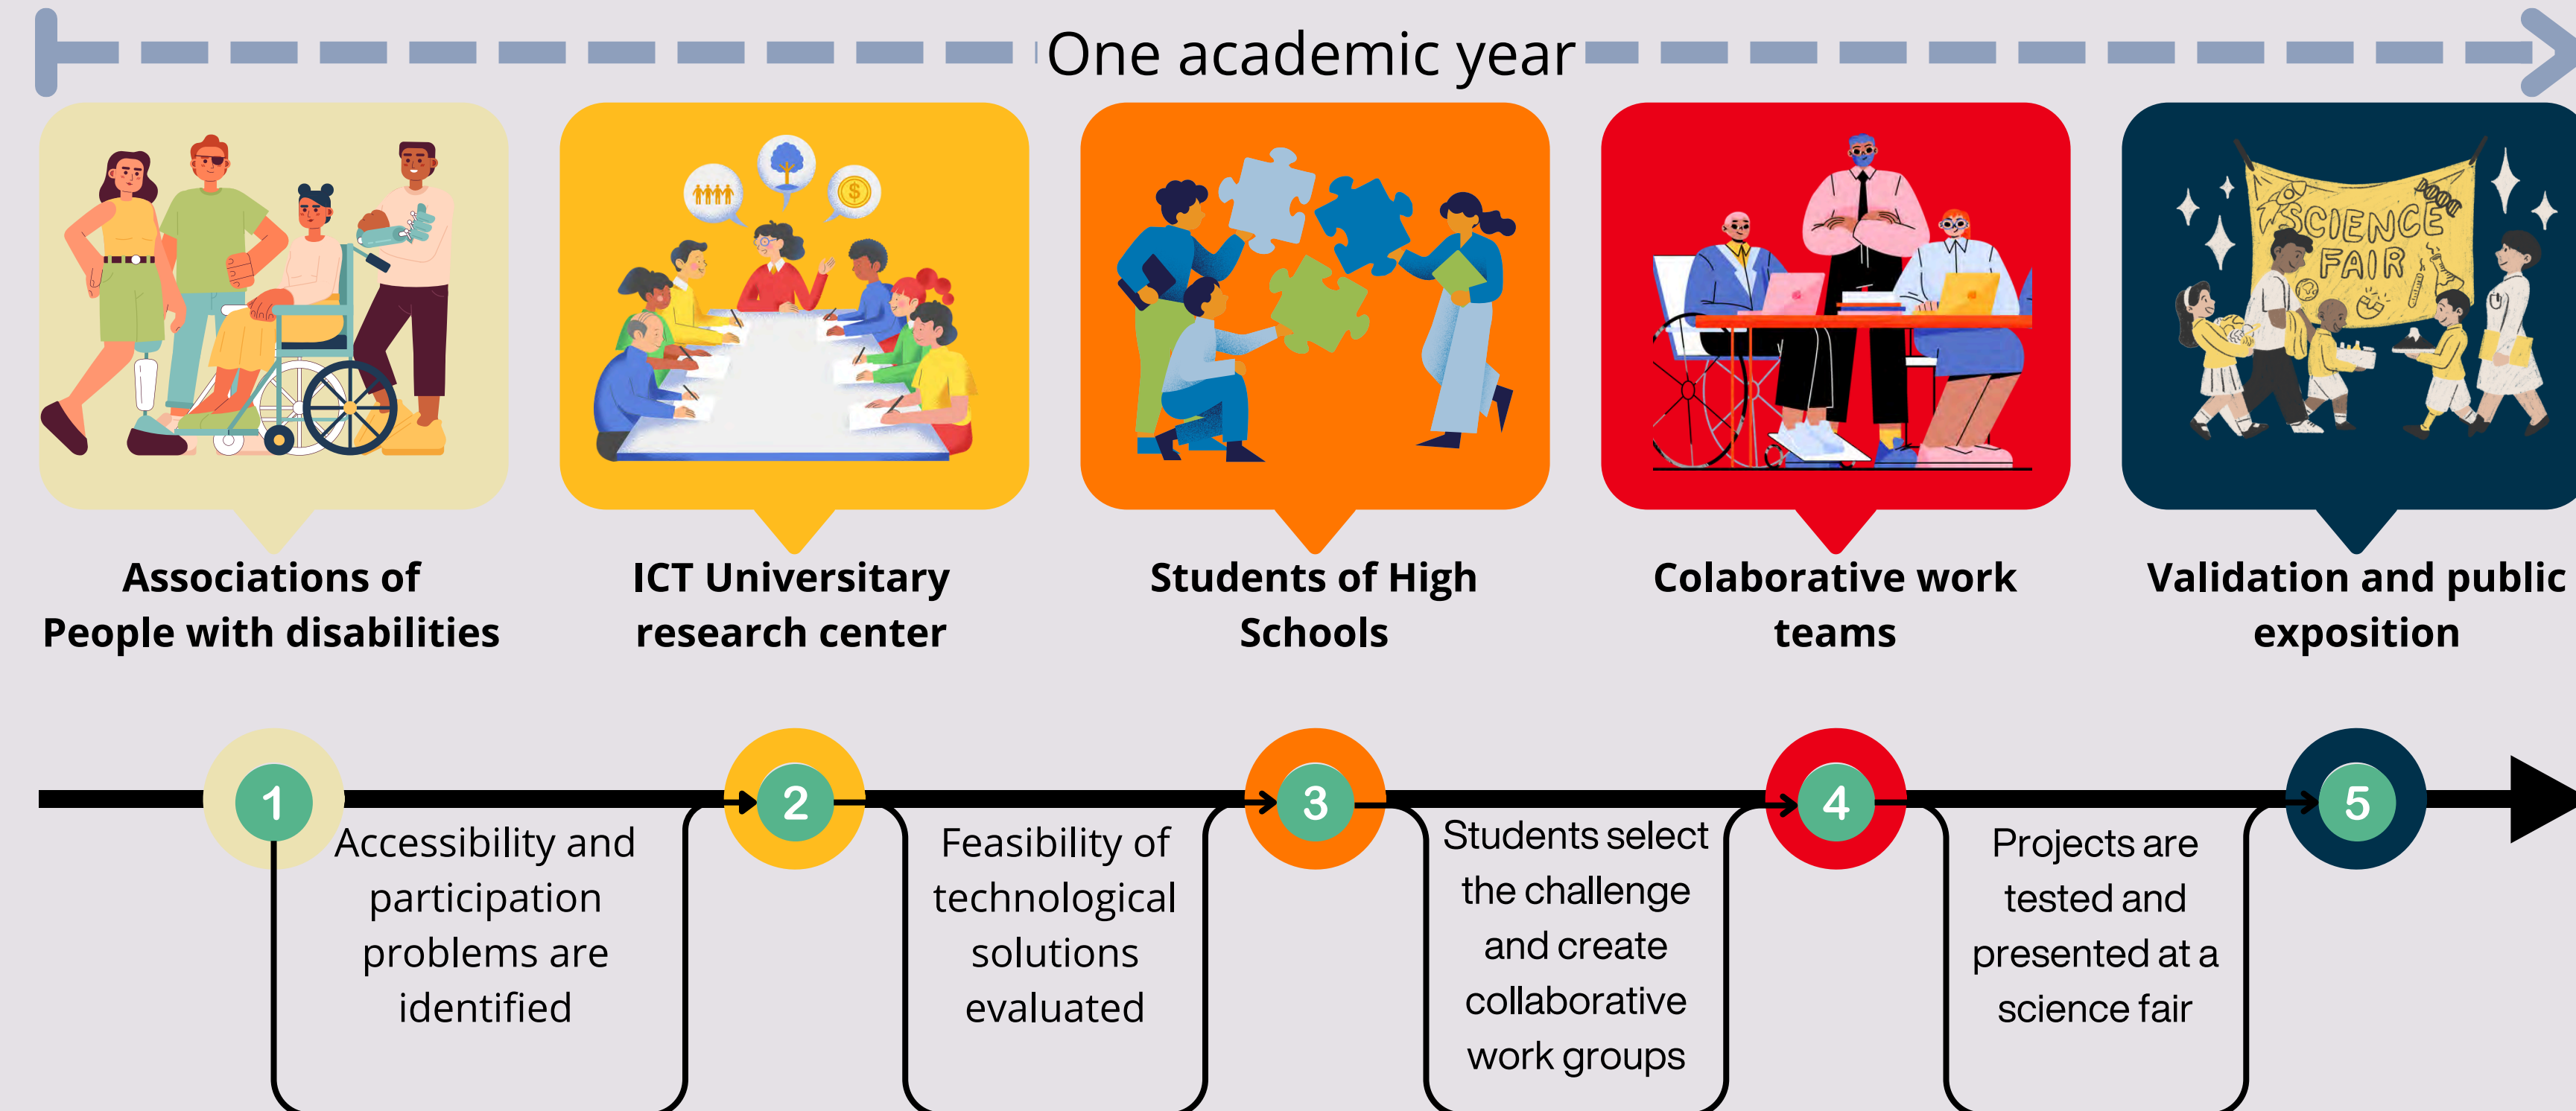 One academic year
$
SCIENCE
FAIR
Associations of
People with disabilities
ICT Universitary
research center
Students of High
Schools
Colaborative work
teams
Validation and public
exposition
1
2
3
4
5
Accessibility and
participation
problems are
identified
Feasibility of
technological
solutions
evaluated
Students select
the challenge
and create
collaborative
work groups
Projects are
tested and
presented at a
science fair